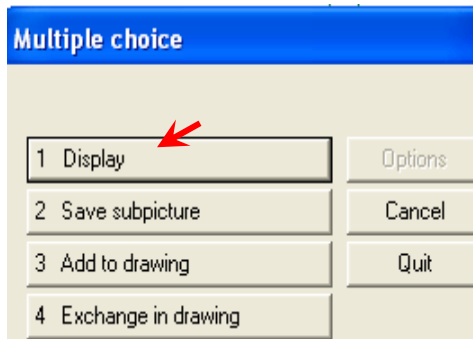 Multiple choice
1 Display
Options
2 Save subpicture
Cancel
3 Add to drawing
Quit
4 Exchange in drawing